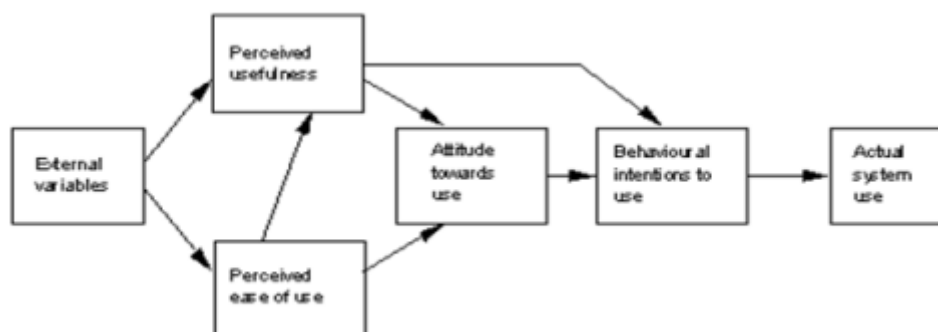 Perceived
usefulness
External
variables
Attitude
towards
use
Behavioural
intentions to
use
Actual
system
use
Perceived
ease of use